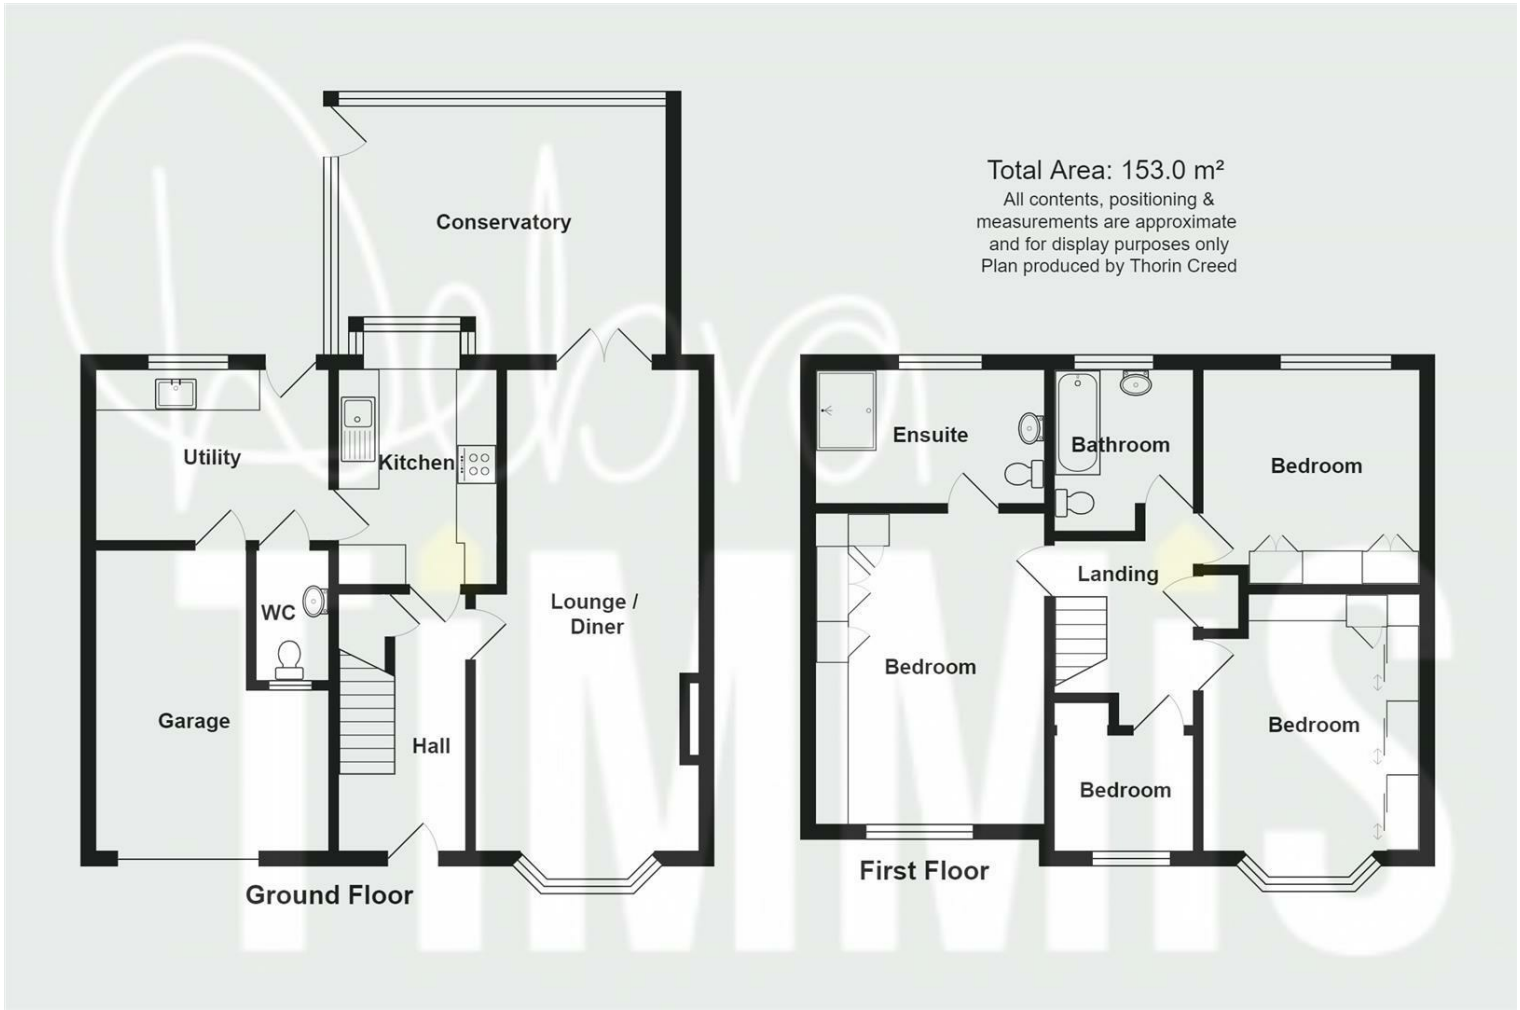 Debra
TiMMiS
Total Area: 153.0 m²
All contents, positioning &
measurements are approximate
and for display purposes only
Plan produced by Thorin Creed
Conservatory
Utility
Kitchen
WC
Lounge /
Diner
Garage
Hall
Ground Floor
Ensuite
Bathroom
Bedroom
Landing
Bedroom
Bedroom
Bedroom
First Floor